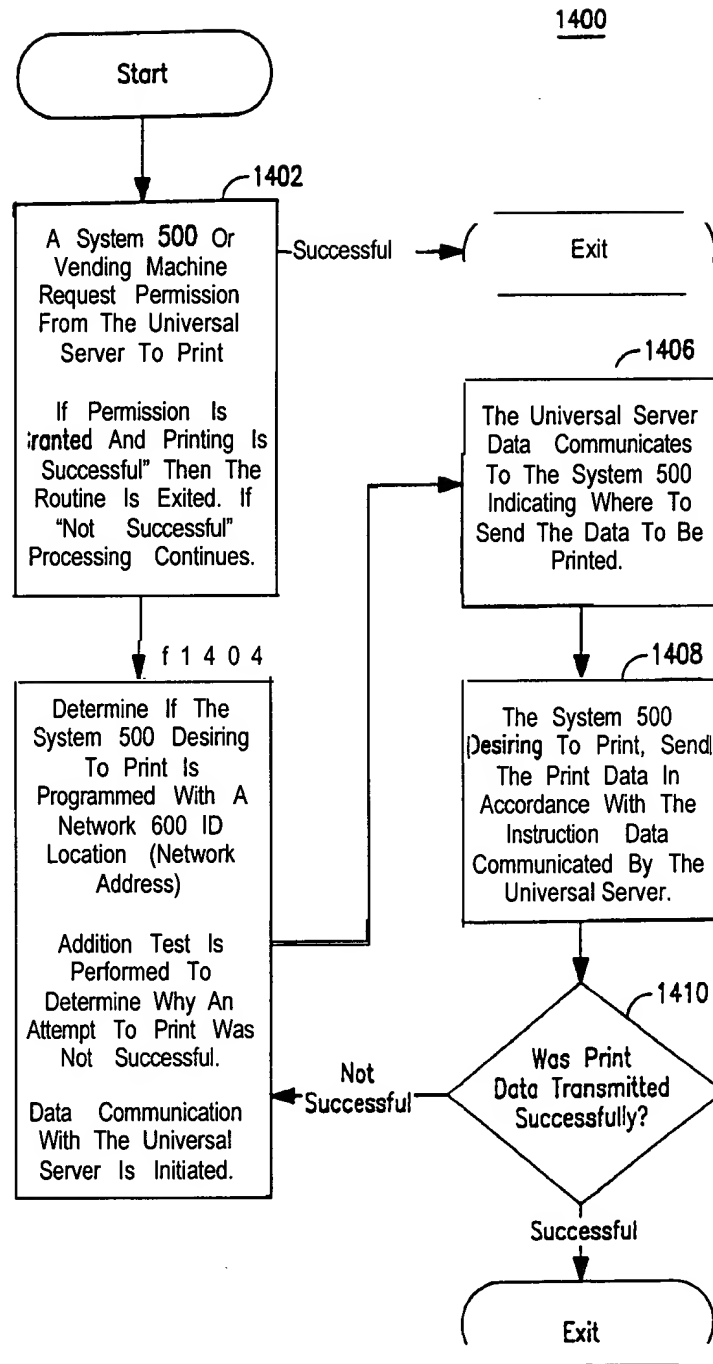 1400
Start
1402
A System 500 Or
Vending Machine
Request Permission
From The Universal
Server To Print
If Permission Is
ranted And Printing Is
Successful" Then The
Routine Is Exited. If
"Not Successful"
Processing Continues.
Successful
Exit
1406
The Universal Server
Data Communicates
To The System 500
Indicating Where To
Send The Data To Be
Printed.
f 1 4 0 4
Determine If The
System 500 Desiring
To Print Is
Programmed With A
Network 600 ID
Location (Network
Address)
Addition Test Is
Performed To
Determine Why An
Attempt To Print Was
Not Successful.
Data Communication
With The Universal
Server Is Initiated.
1408
The System 500
Desiring To Print, Send
The Print Data In
Accordance With The
Instruction Data
Communicated By The
Universal Server.
1410
Was Print
Data Transmitted
Successfully?
Not
Successful
Successful
Exit